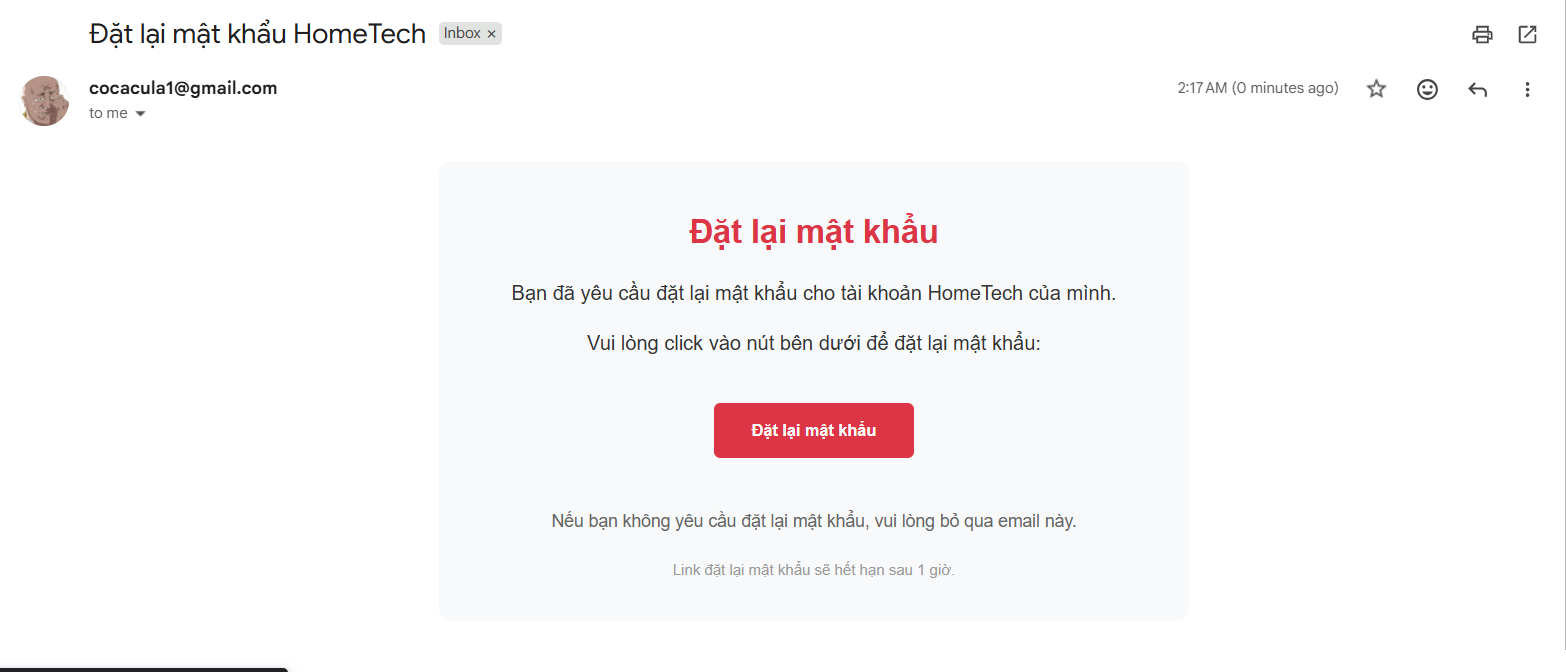 Đặt lại mật khẩu HomeTech Inbox ×
cocacula1@gmail.com 2:17 AM (0 minutes ago)
to me
Đặt lại mật khẩu
Bạn đã yêu cầu đặt lại mật khẩu cho tài khoản HomeTech của mình.
Vui lòng click vào nút bên dưới để đặt lại mật khẩu:
Đặt lại mật khẩu
Nếu bạn không yêu cầu đặt lại mật khẩu, vui lòng bỏ qua email này.
Link đặt lại mật khẩu sẽ hết hạn sau 1 giờ.